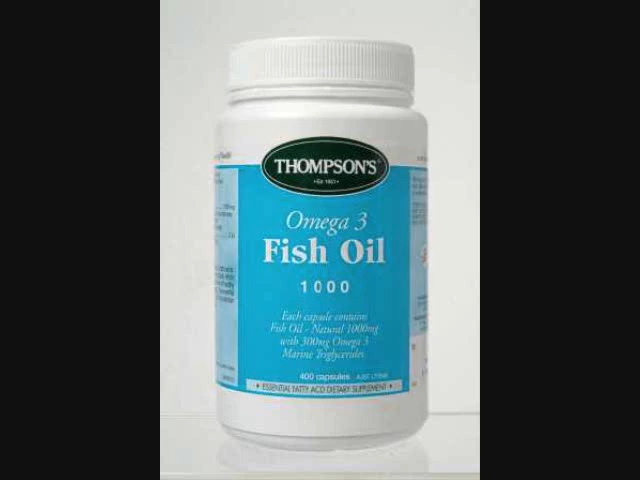 THOMPSON'S
Omega 3
Fish Oil
1000
Each capsule contains
Fish Oil - Natural 1000mg
with 300mg Omega 3
Marine Triglycerides
400 capsules
ESSENTIAL FATTY ACID DIETARY SUPPLEMENT